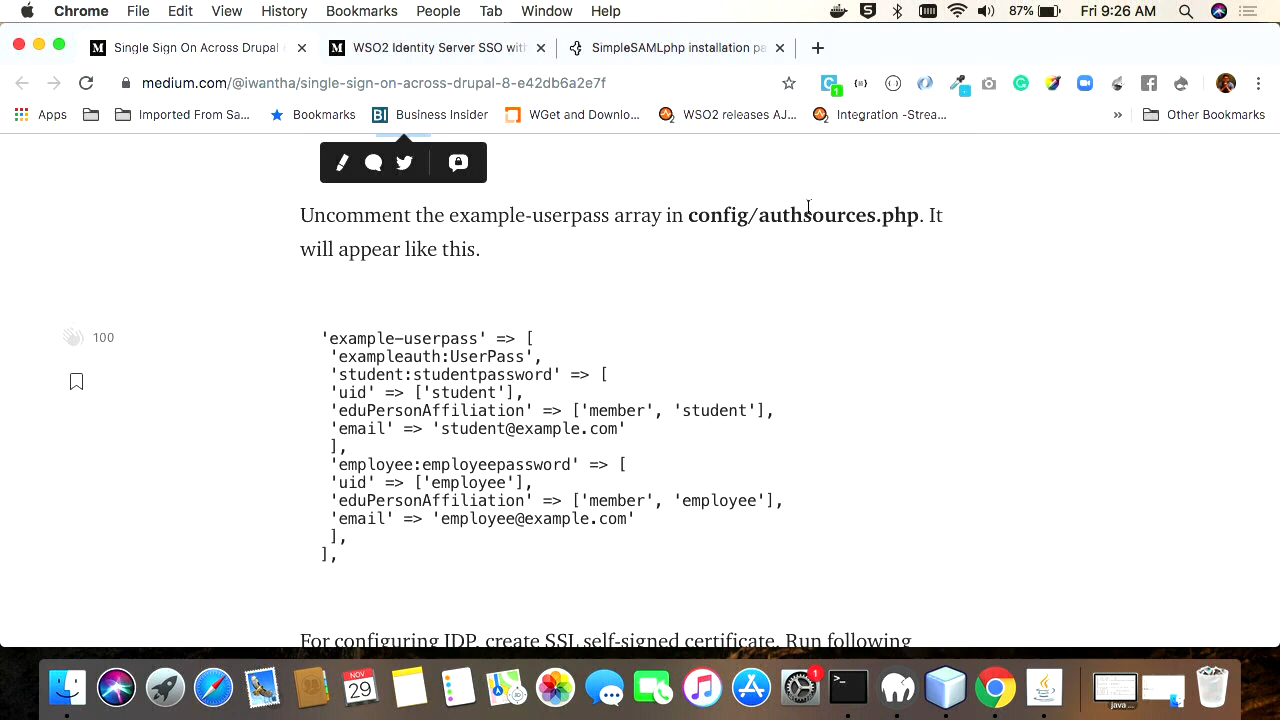 Chrome File Edit View History Bookmarks People Tab Window Help 87% Fri 9:26 AM
Single Sign On Across Drupal WSO2 Identity Server SSO with SimpleSAMLphp installation pa
medium.com/@iwantha/single-sign-on-across-drupal-8-e42db6a2e7f
Apps Imported From Sa... Bookmarks Business Insider WGet and Downlo... WSO2 releases AJ... Integration -Strea... » Other Bookmarks
Uncomment the example-userpass array in config/authsources.php. It
will appear like this.
100
'example-userpass' => [
'exampleauth:UserPass',
'student:studentpassword' => [
'uid' => ['student'],
'eduPersonAffiliation' => ['member', 'student'],
'email' => 'student@example.com'
],
'employee:employeepassword' => [
'uid' => ['employee'],
'eduPersonAffiliation' => ['member', 'employee'],
'email' => 'employee@example.com'
],
],
For configuring IDP, create SSL self-signed certificate. Run following
NOV
29
1
java ...